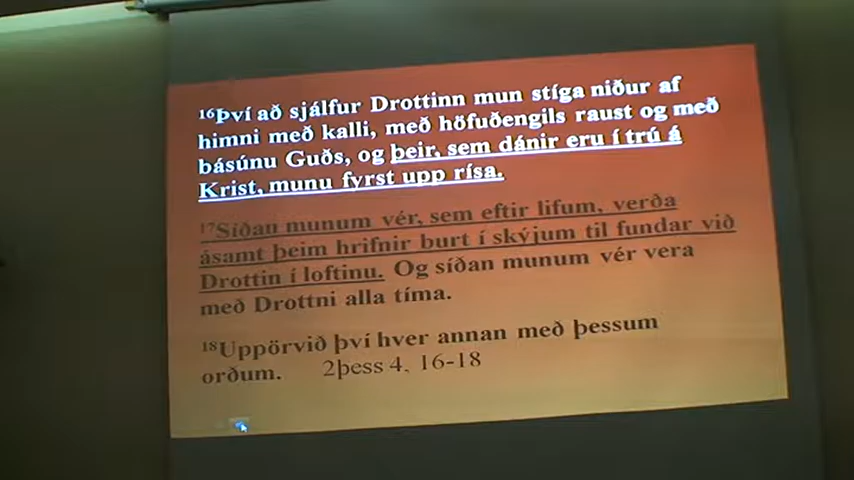 ¹⁶Því að sjálfur Drottinn mun stíga niður af
himni með kalli, með höfuðengils raust og með
básúnu Guðs, og þeir, sem dánir eru í trú á
Krist, munu fyrst upp rísa.
¹⁷Síðan munum vér, sem eftir lifum, verða
ásamt þeim hrifnir burt í skýjum til fundar við
Drottin í loftinu. Og síðan munum vér vera
með Drottni alla tíma.
¹⁸Uppörvið því hver annan með þessum
orðum. 2þess 4, 16-18